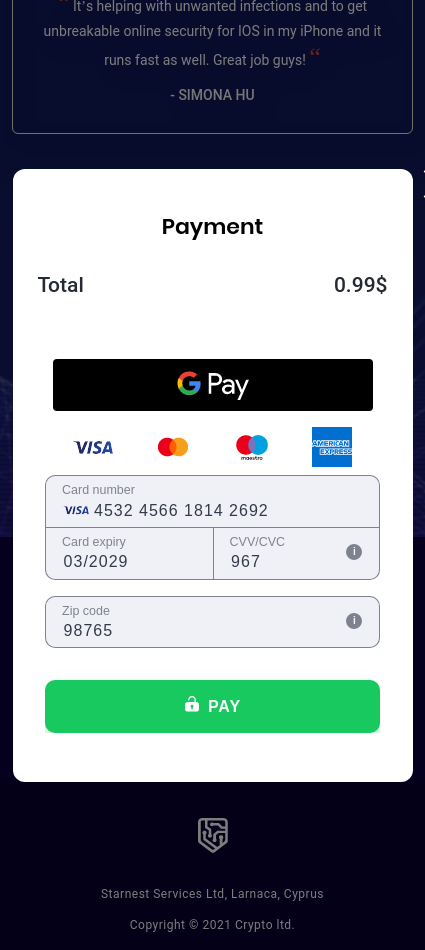 “ It's helping with unwanted infections and to get
unbreakable online security for IOS in my iPhone and it
runs fast as well. Great job guys! “
- SIMONA HU
Payment
Total 0.99$
G Pay
VISA maestro AMERICAN EXPRESS
Card number
VISA 4532 4566 1814 2692
Card expiry CVV/CVC
03/2029 967 i
Zip code
98765 i
PAY
Starnest Services Ltd, Larnaca, Cyprus
Copyright © 2021 Crypto ltd.